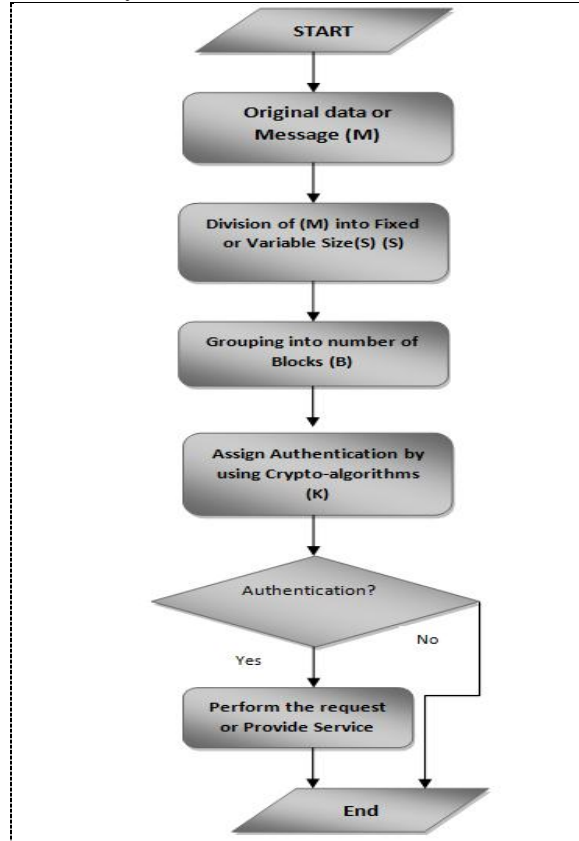 START
Original data or
Message (M)
Division of (M) into Fixed
or Variable Size(S) (S)
Grouping into number of
Blocks (B)
Assign Authentication by
using Crypto-algorithms
(K)
Authentication?
No
Yes
Perform the request
or Provide Service
End